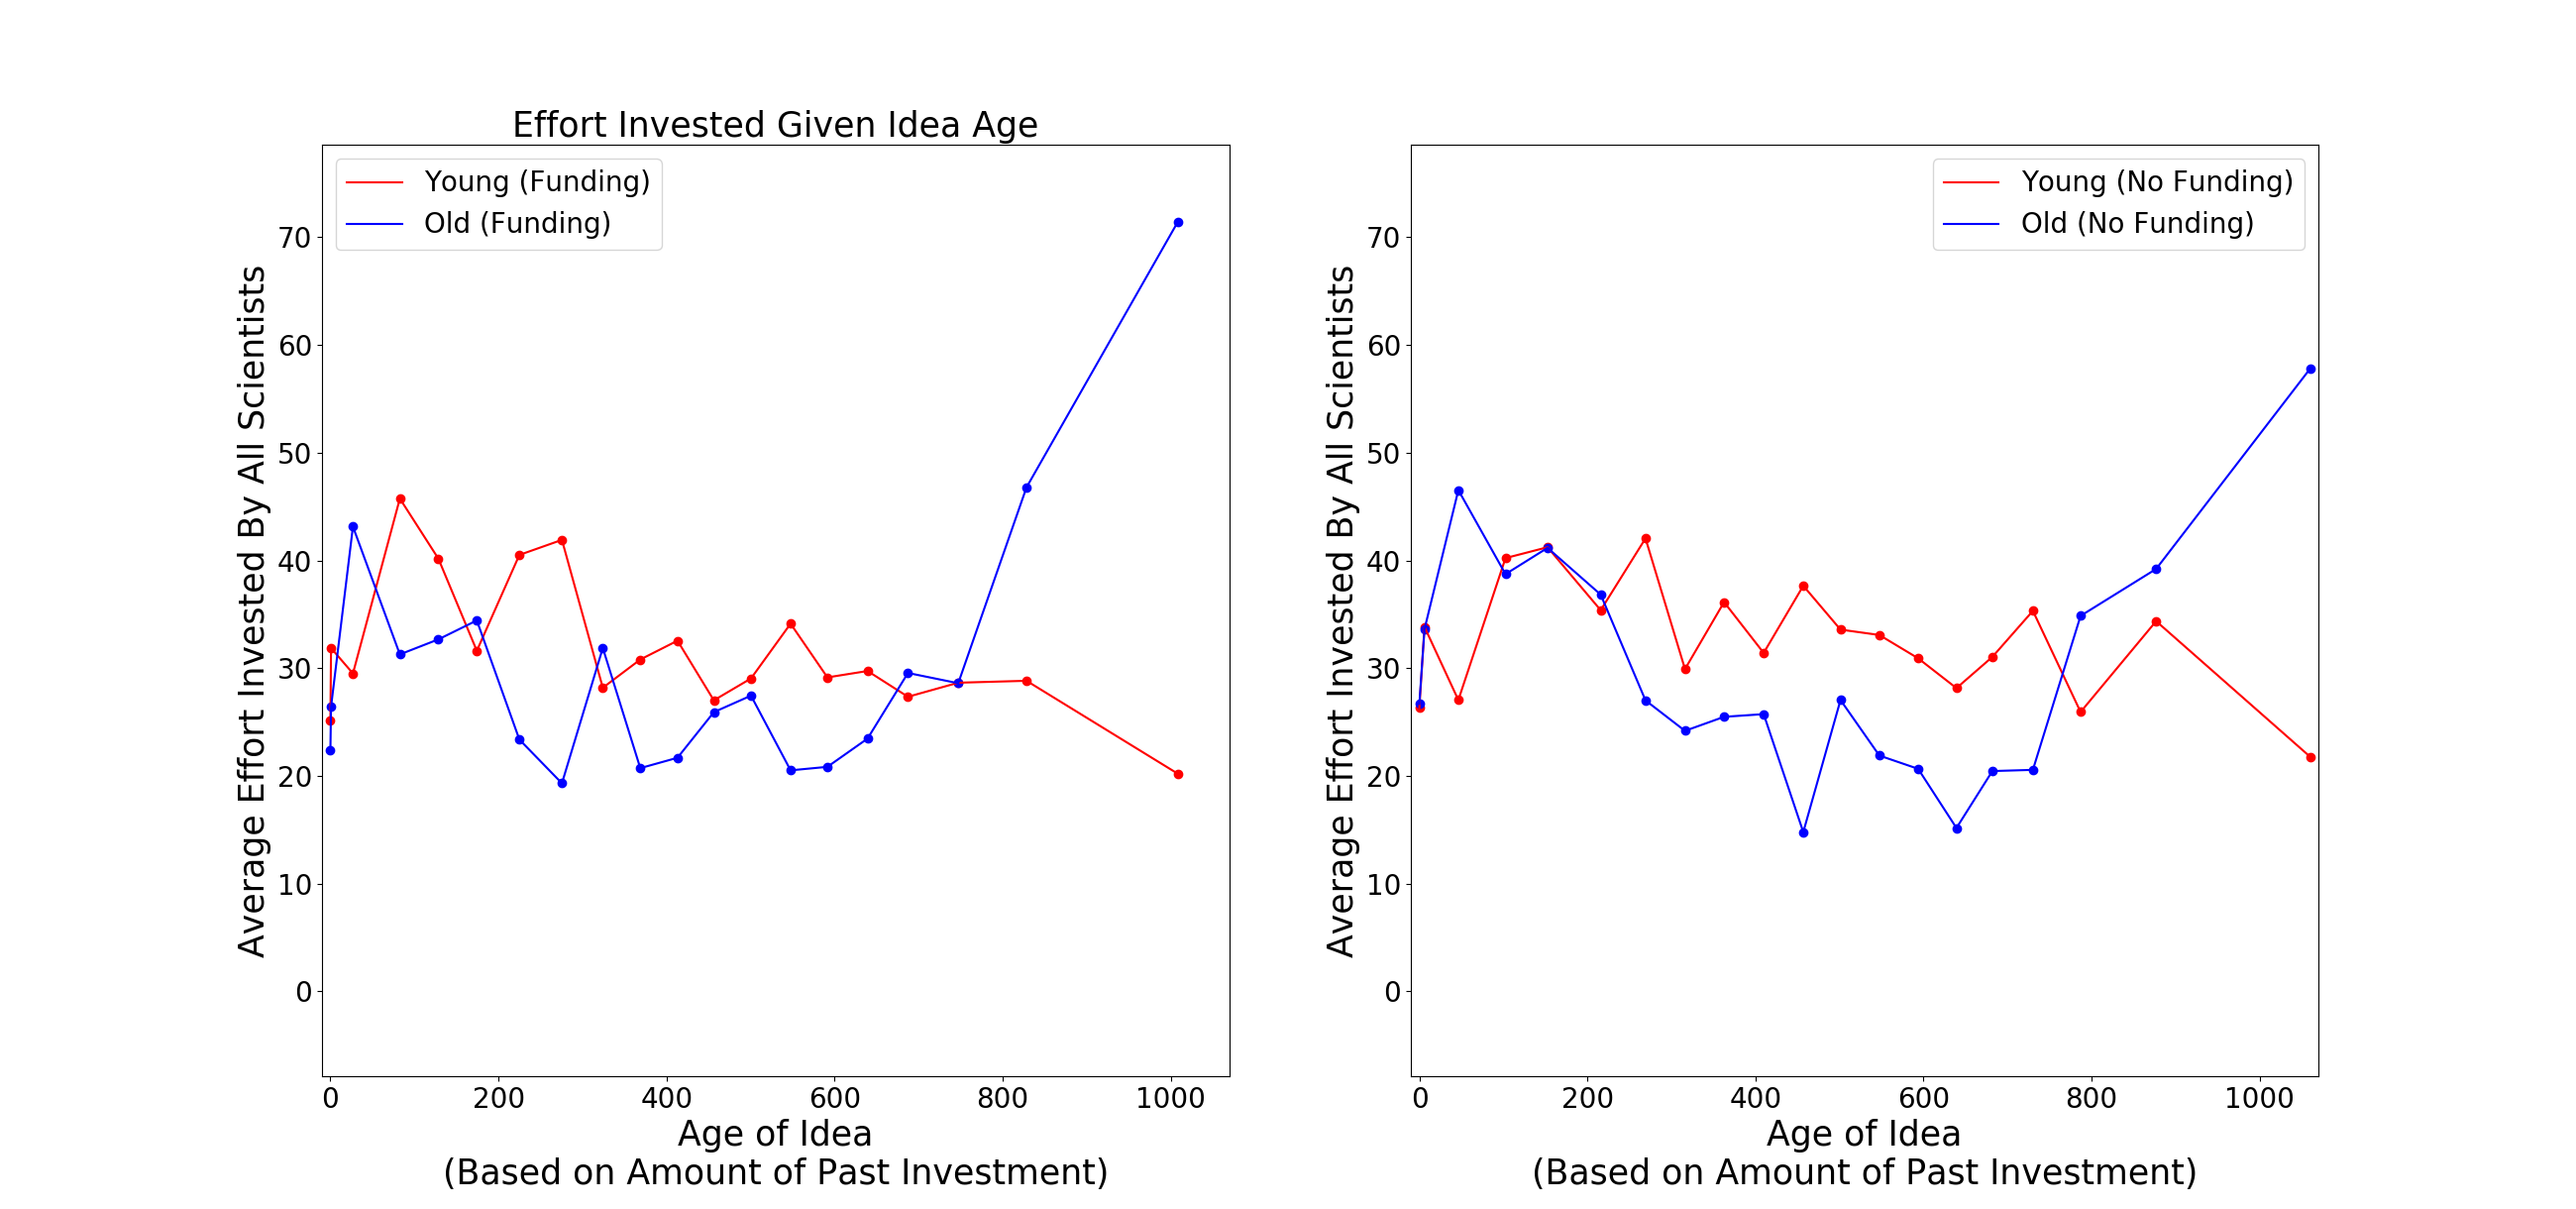 Effort Invested Given Idea Age
Young (Funding)
Old (Funding)
70
60
50
40
30
20
10
0
Average Effort Invested By All Scientists
0 200 400 600 800 1000
Age of Idea
(Based on Amount of Past Investment)
Young (No Funding)
Old (No Funding)
70
60
50
40
30
20
10
0
Average Effort Invested By All Scientists
0 200 400 600 800 1000
Age of Idea
(Based on Amount of Past Investment)